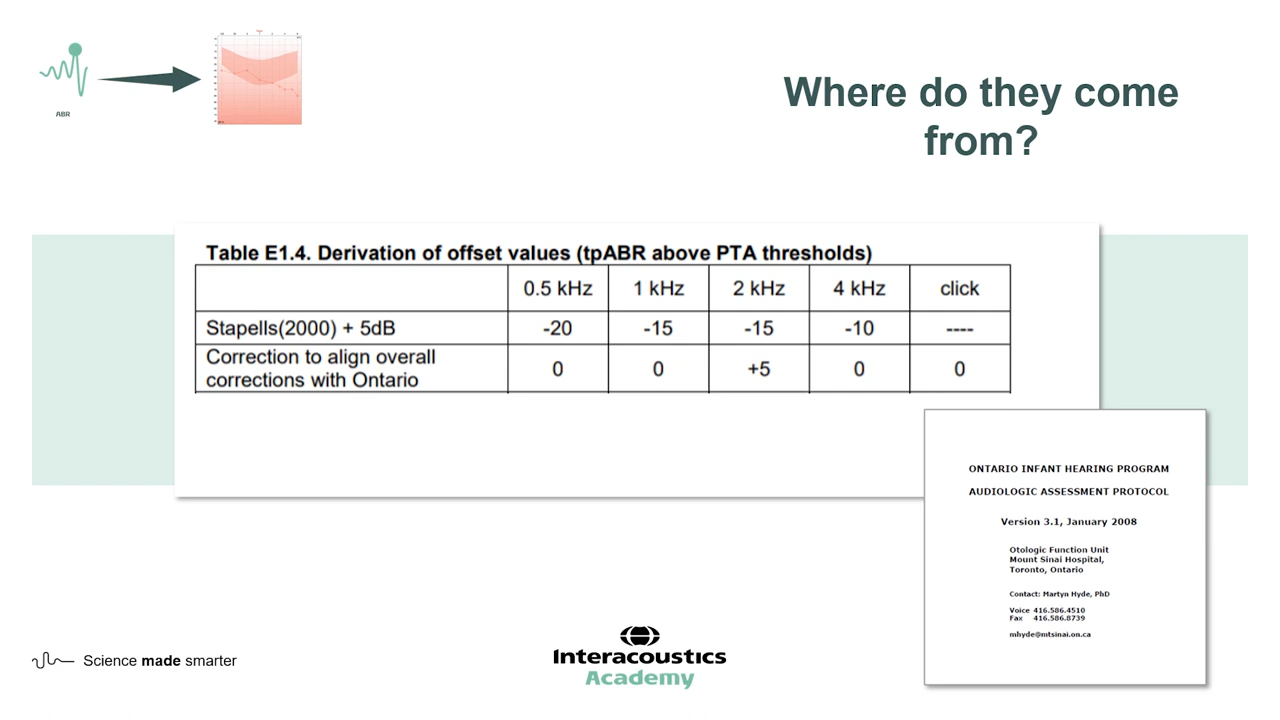 ABR
Where do they come
from?
Table E1.4. Derivation of offset values (tpABR above PTA thresholds)
0.5 kHz 1 kHz 2 kHz 4 kHz click
Stapells(2000) + 5dB -20 -15 -15 -10 ----
Correction to align overall
corrections with Ontario 0 0 +5 0 0
ONTARIO INFANT HEARING PROGRAM
AUDIOLOGIC ASSESSMENT PROTOCOL
Version 3.1, January 2008
Otologic Function Unit
Mount Sinai Hospital,
Toronto, Ontario
Contact: Martyn Hyde, PhD
Voice 416.586.4510
Fax 416.586.8739
mhyde@mtsinai.on.ca
Science made smarter
Interacoustics
Academy